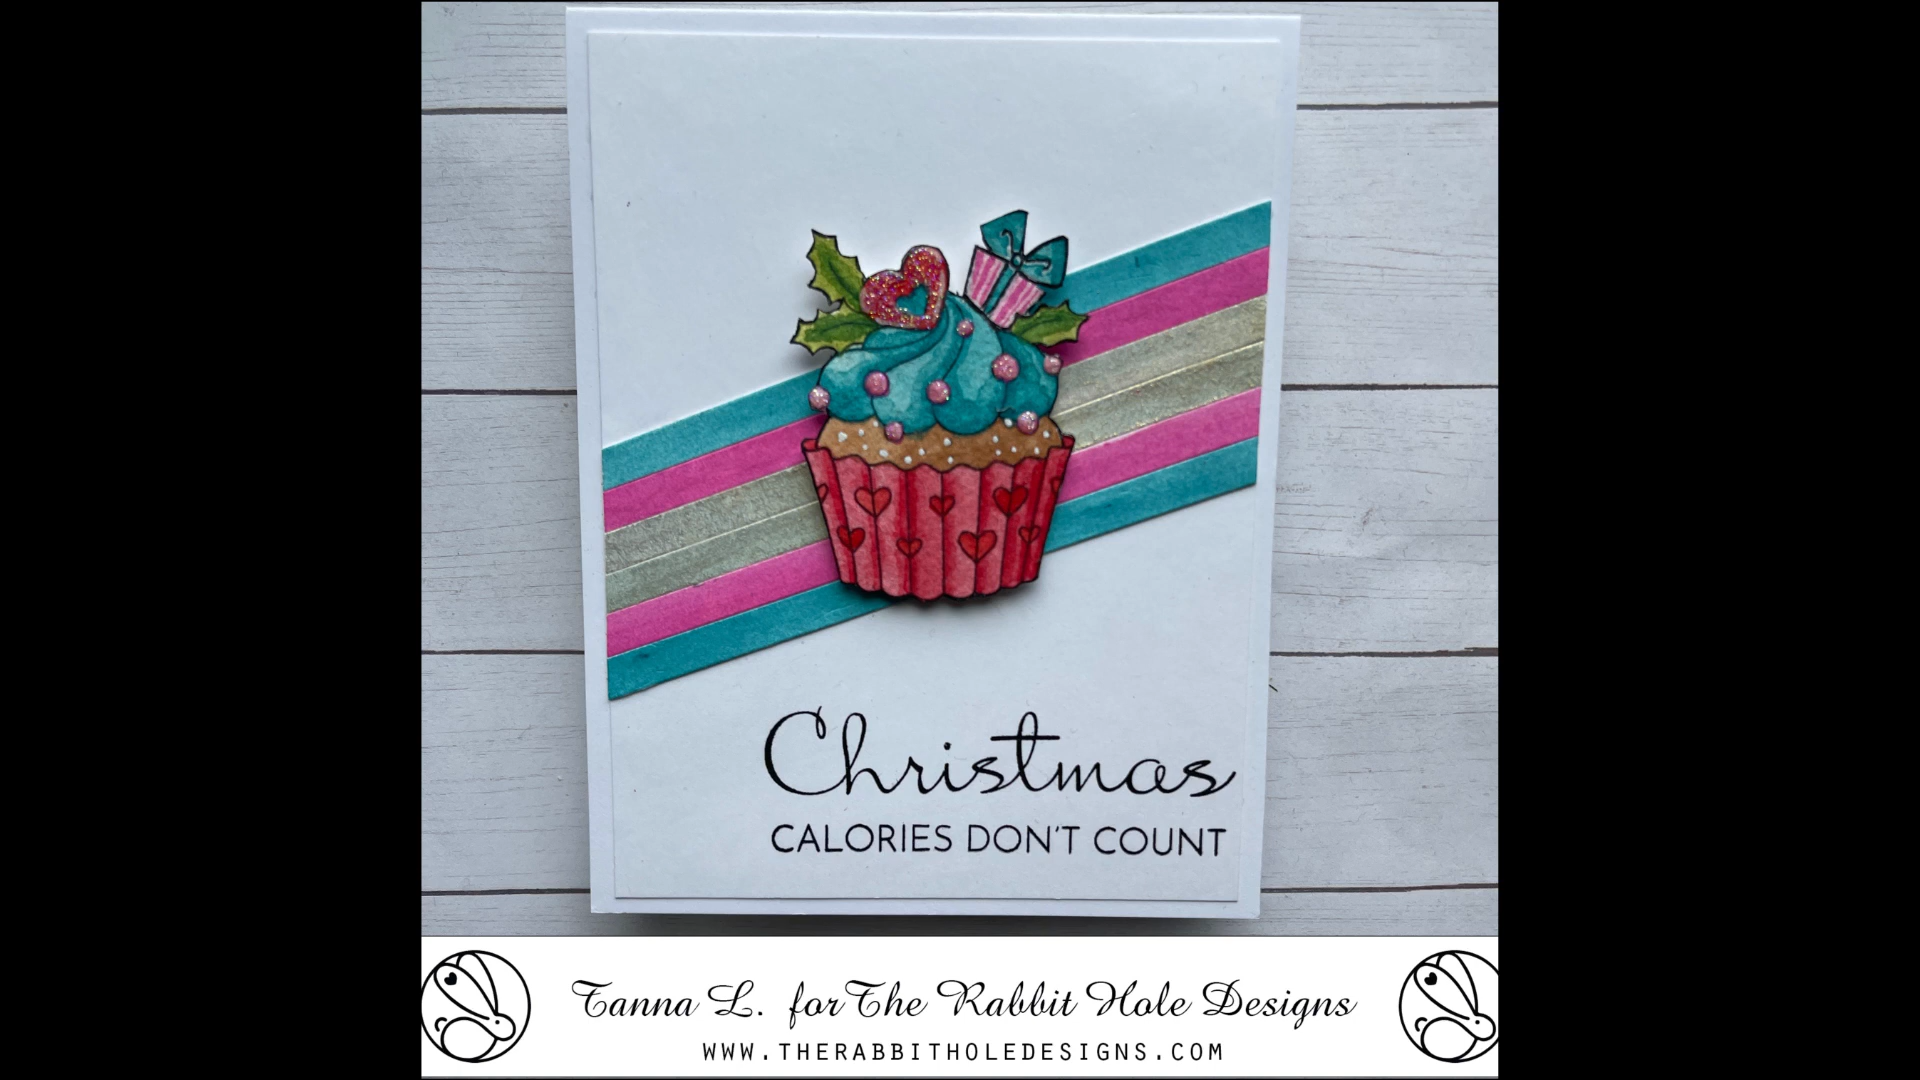 Christmas
CALORIES DON'T COUNT
Tanna L. for The Rabbit Hole Designs
WWW.THERABBITHOLEDESIGNS.COM